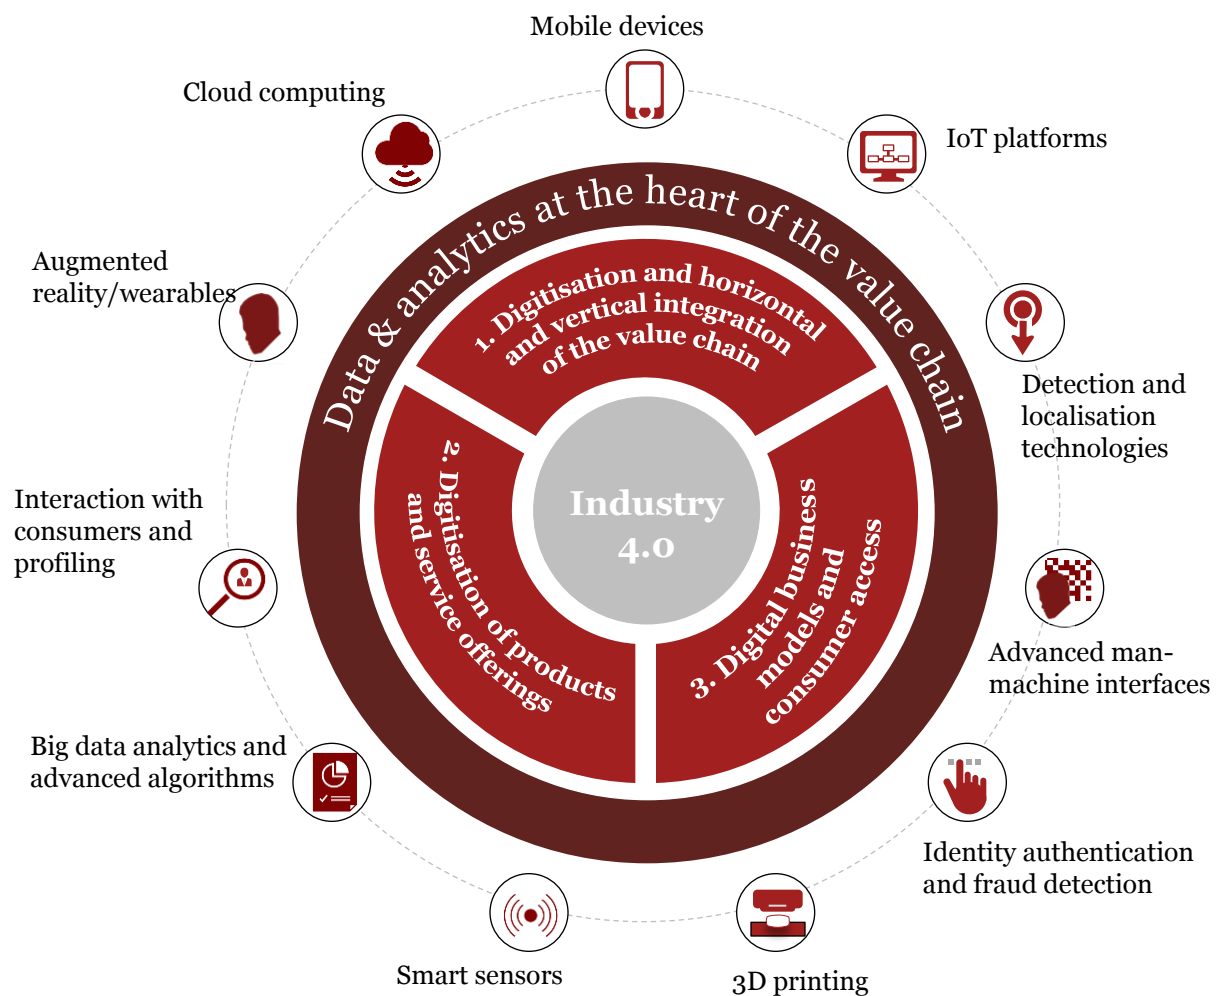 Mobile devices
Cloud computing
IoT platforms
Data & analytics at the heart of the value chain
Augmented
reality/wearables
1. Digitisation and horizontal
and vertical integration
of the value chain
Detection and
localisation
technologies
Industry
4.0
2. Digitisation of products
and service offerings
3. Digital business
models and
consumer access
Interaction with
consumers and
profiling
Advanced man-
machine interfaces
Big data analytics and
advanced algorithms
Identity authentication
and fraud detection
Smart sensors
3D printing